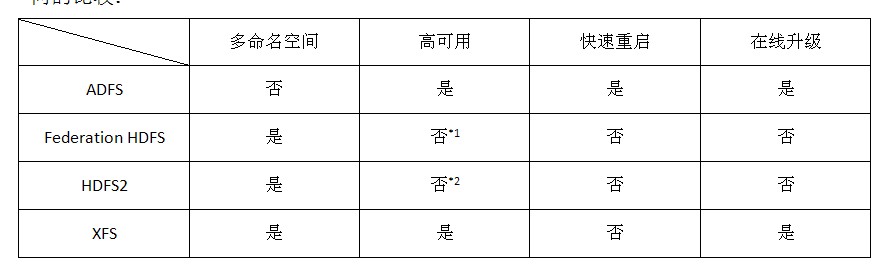 多命名空间 高可用 快速重启 在线升级
ADFS 否 是 是 是
Federation HDFS 是 否*1 否 否
HDFS2 是 否*2 否 否
XFS 是 是 否 是